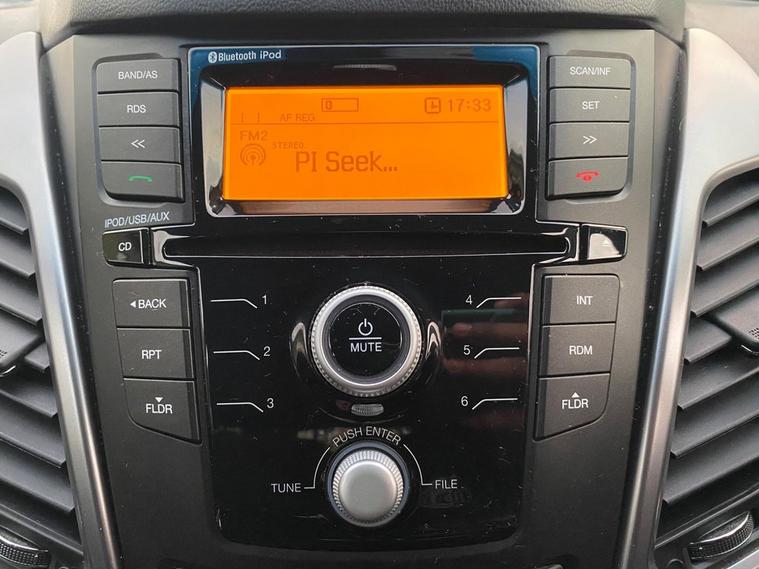 Bluetooth iPod
BAND/AS
SCAN/INF
RDS
SET
<<
>>
0
17:33
AF REG
FM2
STEREO
PI Seek...
IPOD/USB/AUX
CD
BACK
1
4
INT
MUTE
RPT
2
5
RDM
FLDR
3
6
FLDR
PUSH ENTER
TUNE
FILE